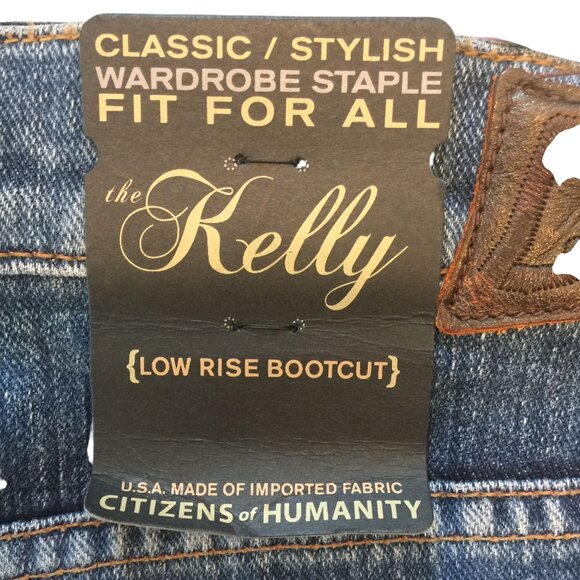 CLASSIC / STYLISH
WARDROBE STAPLE
FIT FOR ALL
the Kelly
{LOW RISE BOOTCUT}
U.S.A. MADE OF IMPORTED FABRIC
CITIZENS of HUMANITY